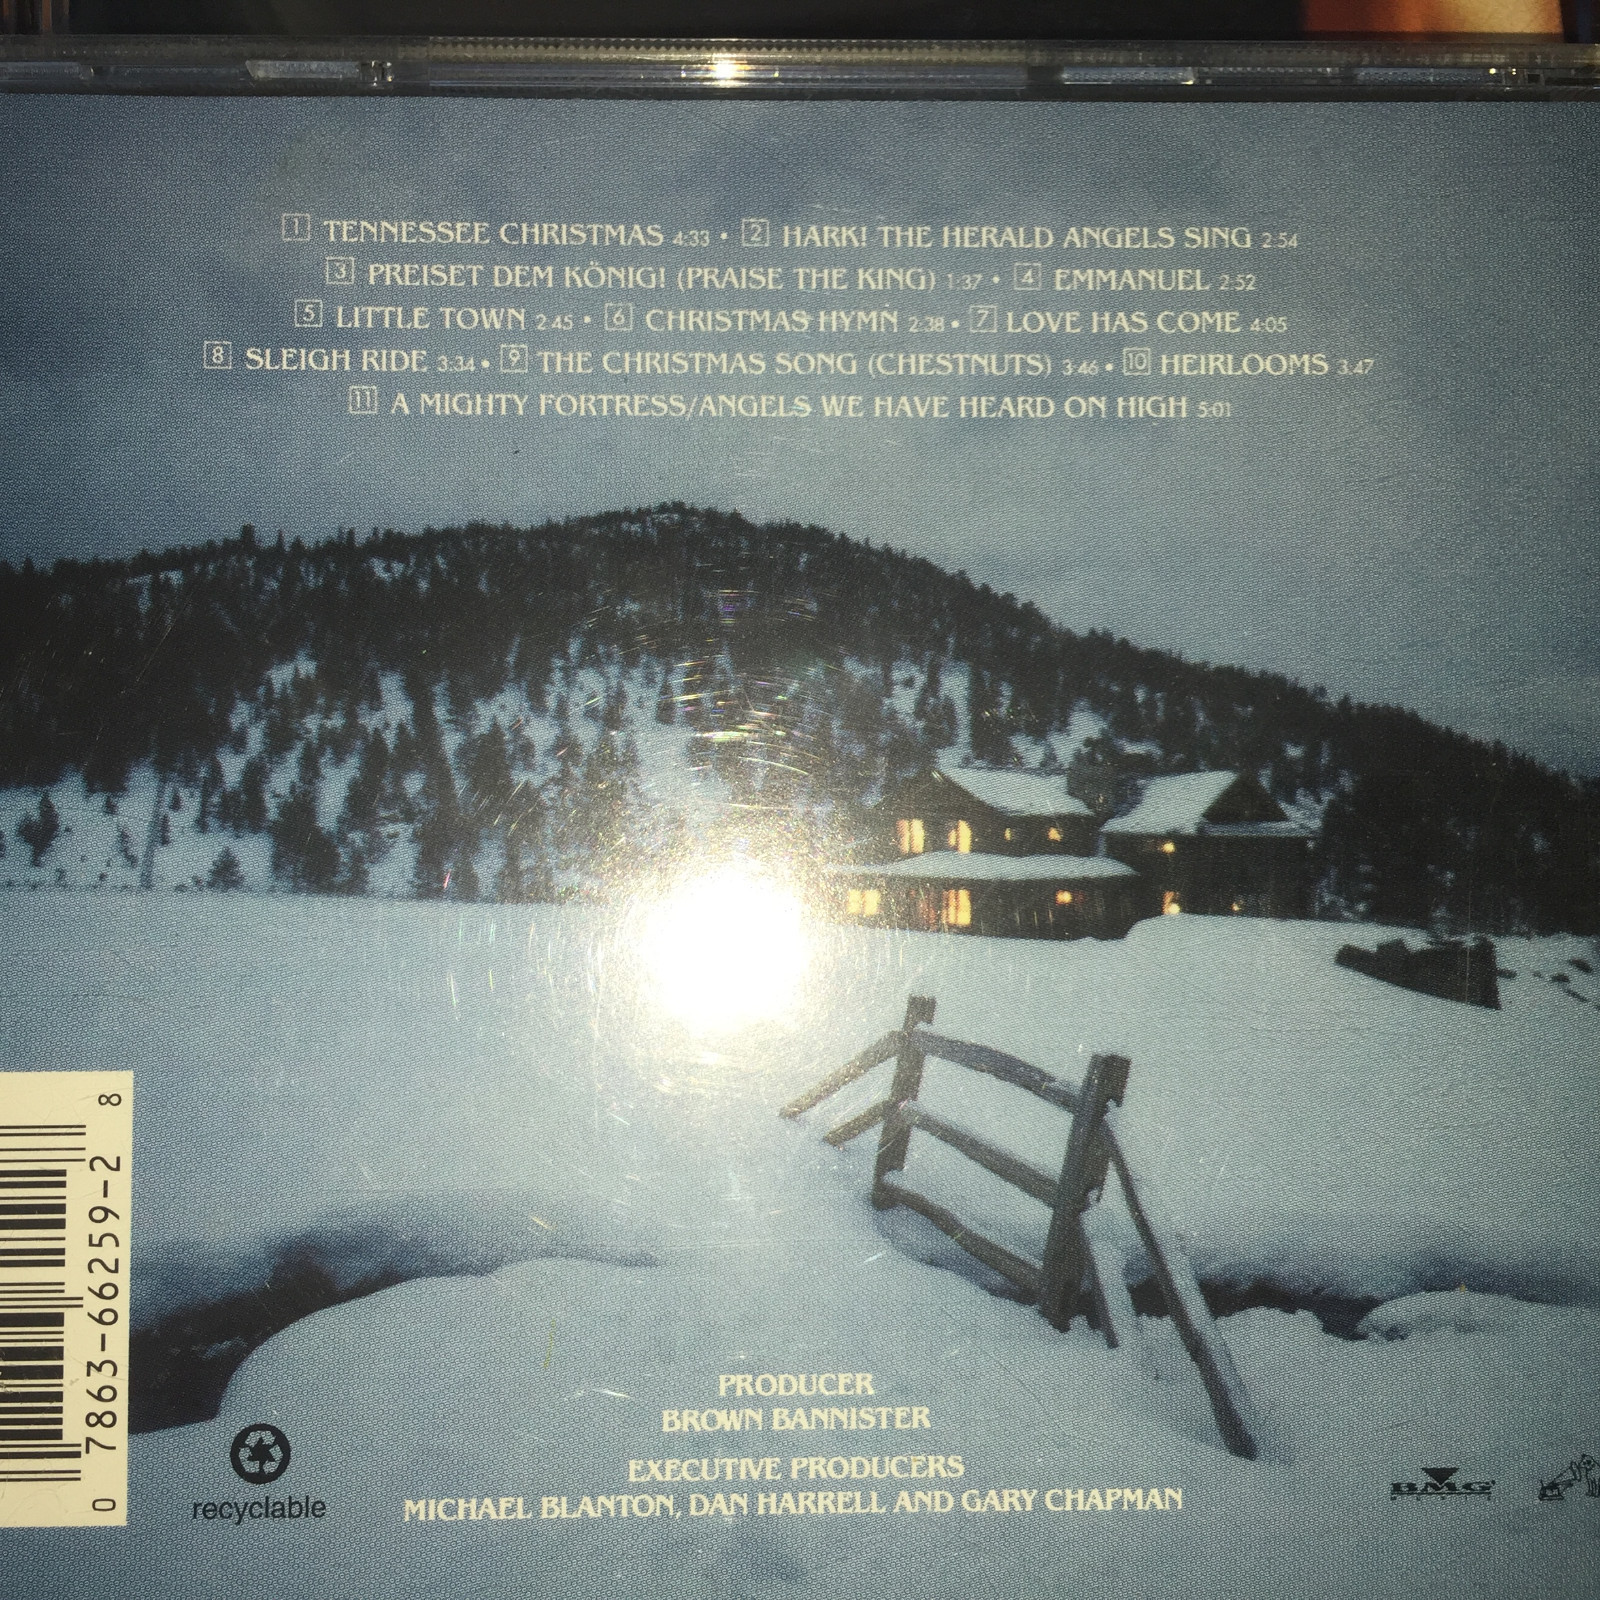 1 TENNESSEE CHRISTMAS 4:33 • 2 HARK! THE HERALD ANGELS SING 2:54
3 PREISET DEM KÖNIG! (PRAISE THE KING) 1:37 • 4 EMMANUEL 2:52
5 LITTLE TOWN 2:45 • 6 CHRISTMAS HYMN 2:38 • 7 LOVE HAS COME 4:05
8 SLEIGH RIDE 3:34 • 9 THE CHRISTMAS SONG (CHESTNUTS) 3:46 • 10 HEIRLOOMS 3:47
11 A MIGHTY FORTRESS/ANGELS WE HAVE HEARD ON HIGH 5:01
0 7863-66259-2 8
PRODUCER
BROWN BANNISTER
EXECUTIVE PRODUCERS
MICHAEL BLANTON, DAN HARRELL AND GARY CHAPMAN
recyclable
BMG